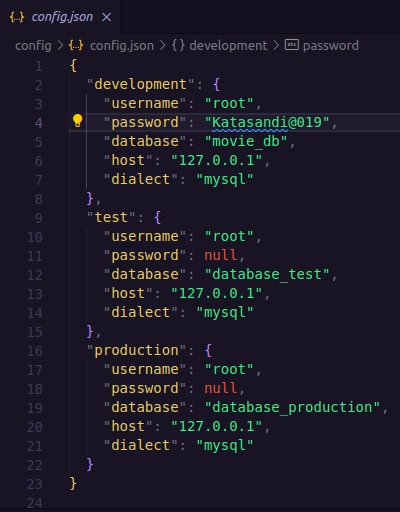 {..} config.json ×
config > {..} config.json > { } development > abc password
1 {
2 "development": {
3 "username": "root",
4 "password": "Katasandi@019",
5 "database": "movie_db",
6 "host": "127.0.0.1",
7 "dialect": "mysql"
8 },
9 "test": {
10 "username": "root",
11 "password": null,
12 "database": "database_test",
13 "host": "127.0.0.1",
14 "dialect": "mysql"
15 },
16 "production": {
17 "username": "root",
18 "password": null,
19 "database": "database_production",
20 "host": "127.0.0.1",
21 "dialect": "mysql"
22 }
23 }
24